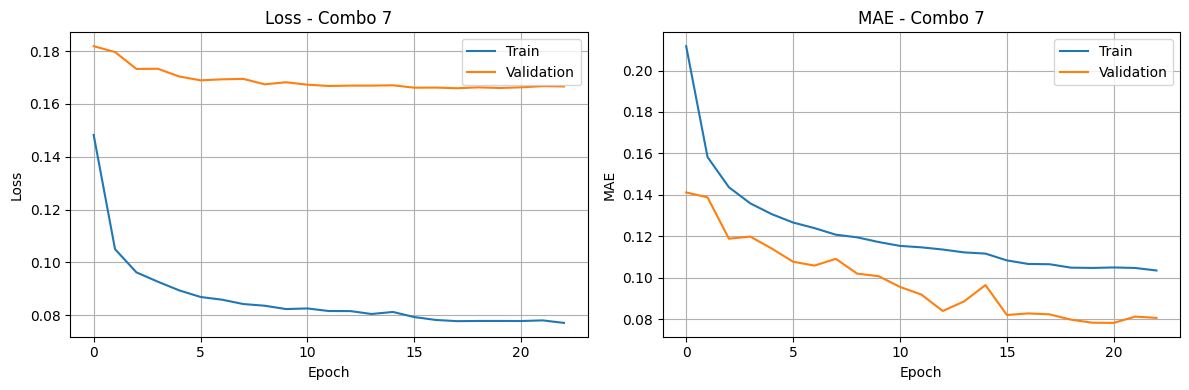 Loss - Combo 7
0.18
0.16
0.14
0.12
0.10
0.08
Loss
0
5
10
15
20
Epoch
Train
Validation
MAE - Combo 7
0.20
0.18
0.16
0.14
0.12
0.10
0.08
MAE
0
5
10
15
20
Epoch
Train
Validation